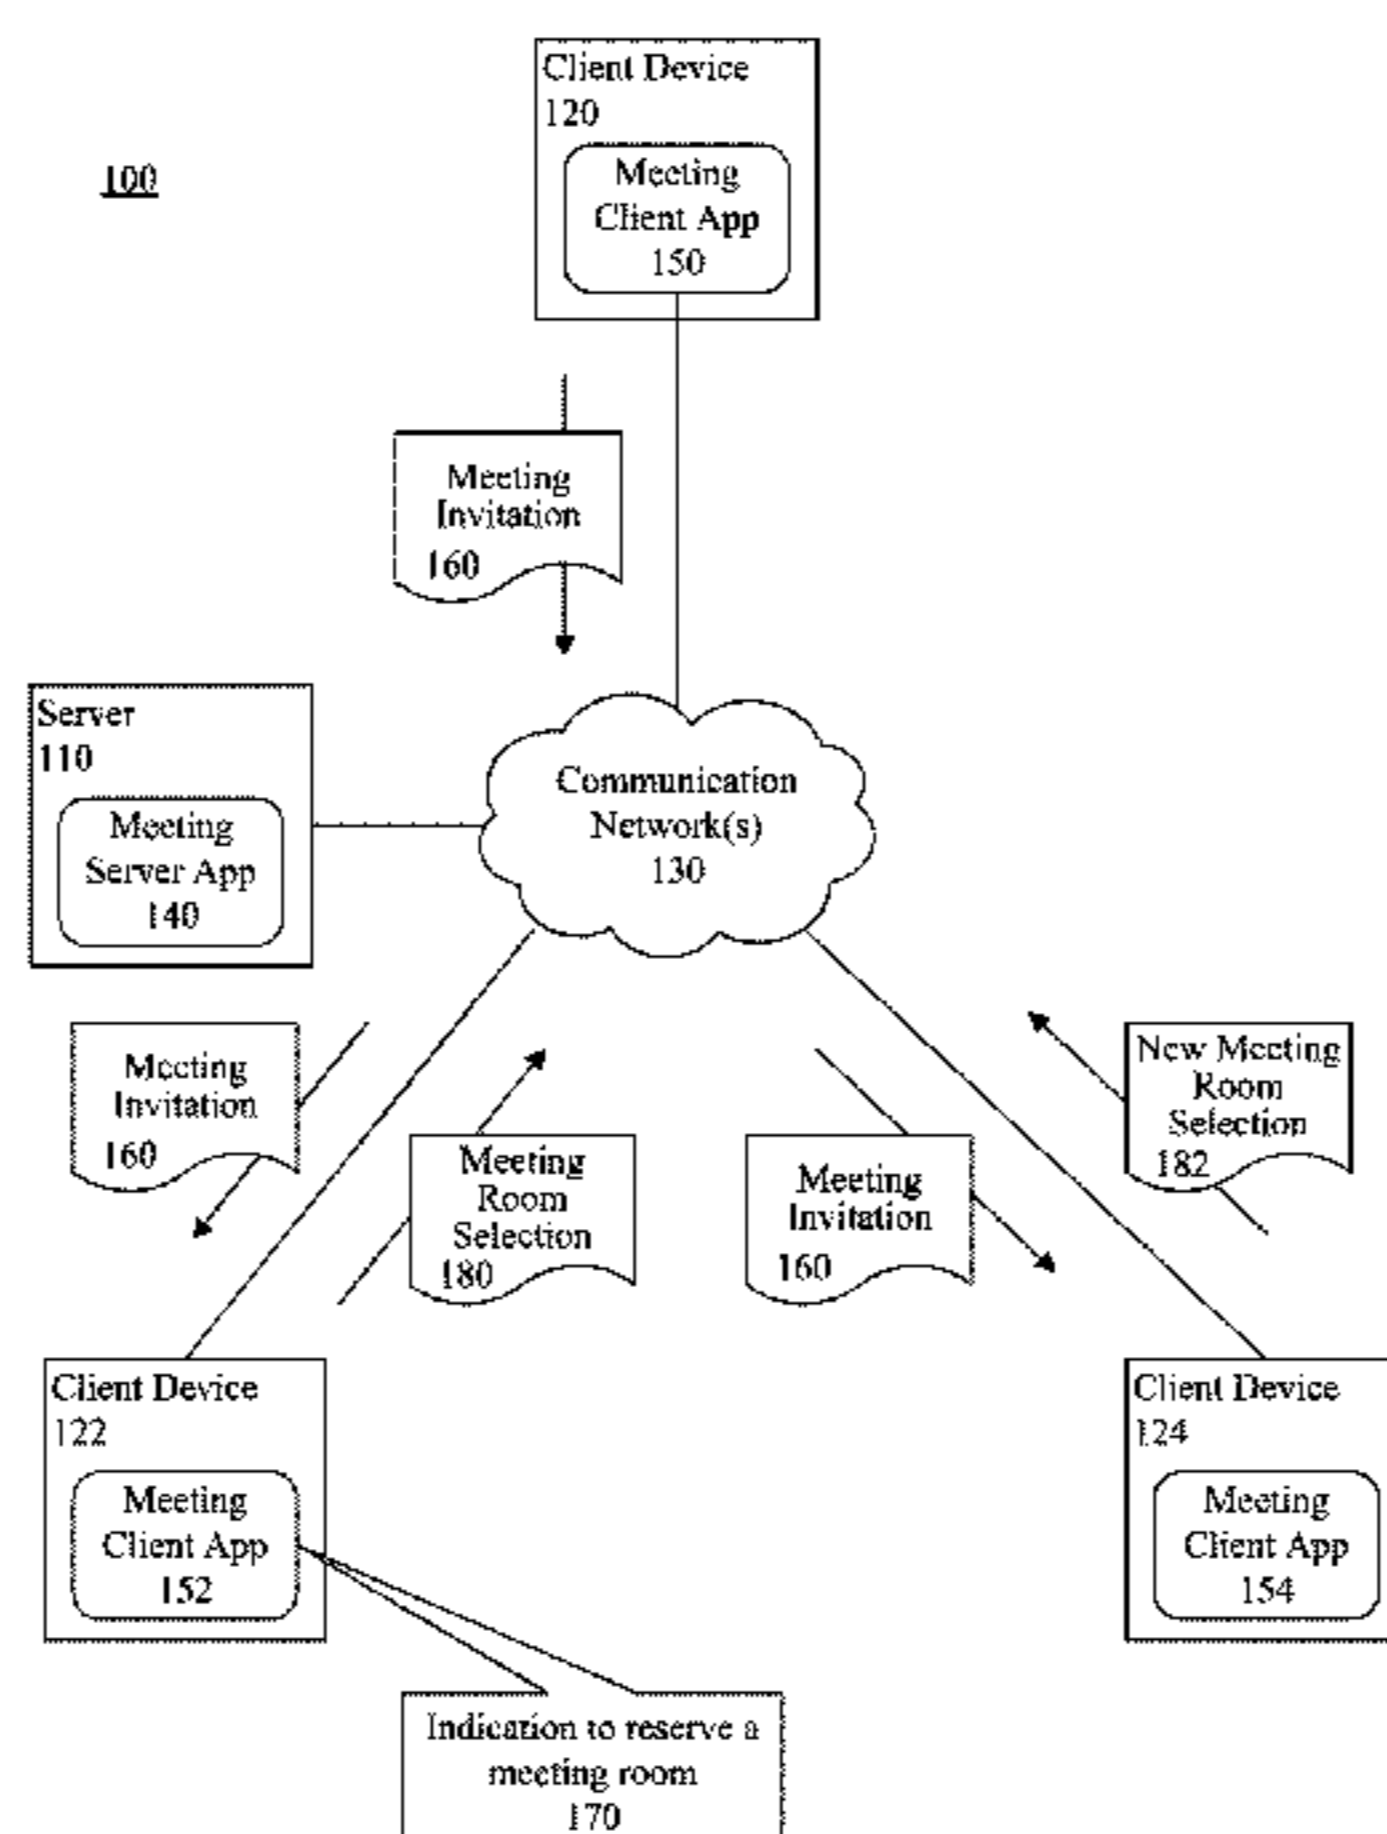 Client Device
120
100
Meeting
Client App
150
Meeting
Invitation
160
Server
110
Meeting
Server App
140
Communication
Network(s)
130
Meeting
Invitation
160
Meeting
Room
Selection
180
Meeting
Invitation
160
New Meeting
Room
Selection
182
Client Device
122
Meeting
Client App
152
Client Device
124
Meeting
Client App
154
Indication to reserve a
meeting room
170